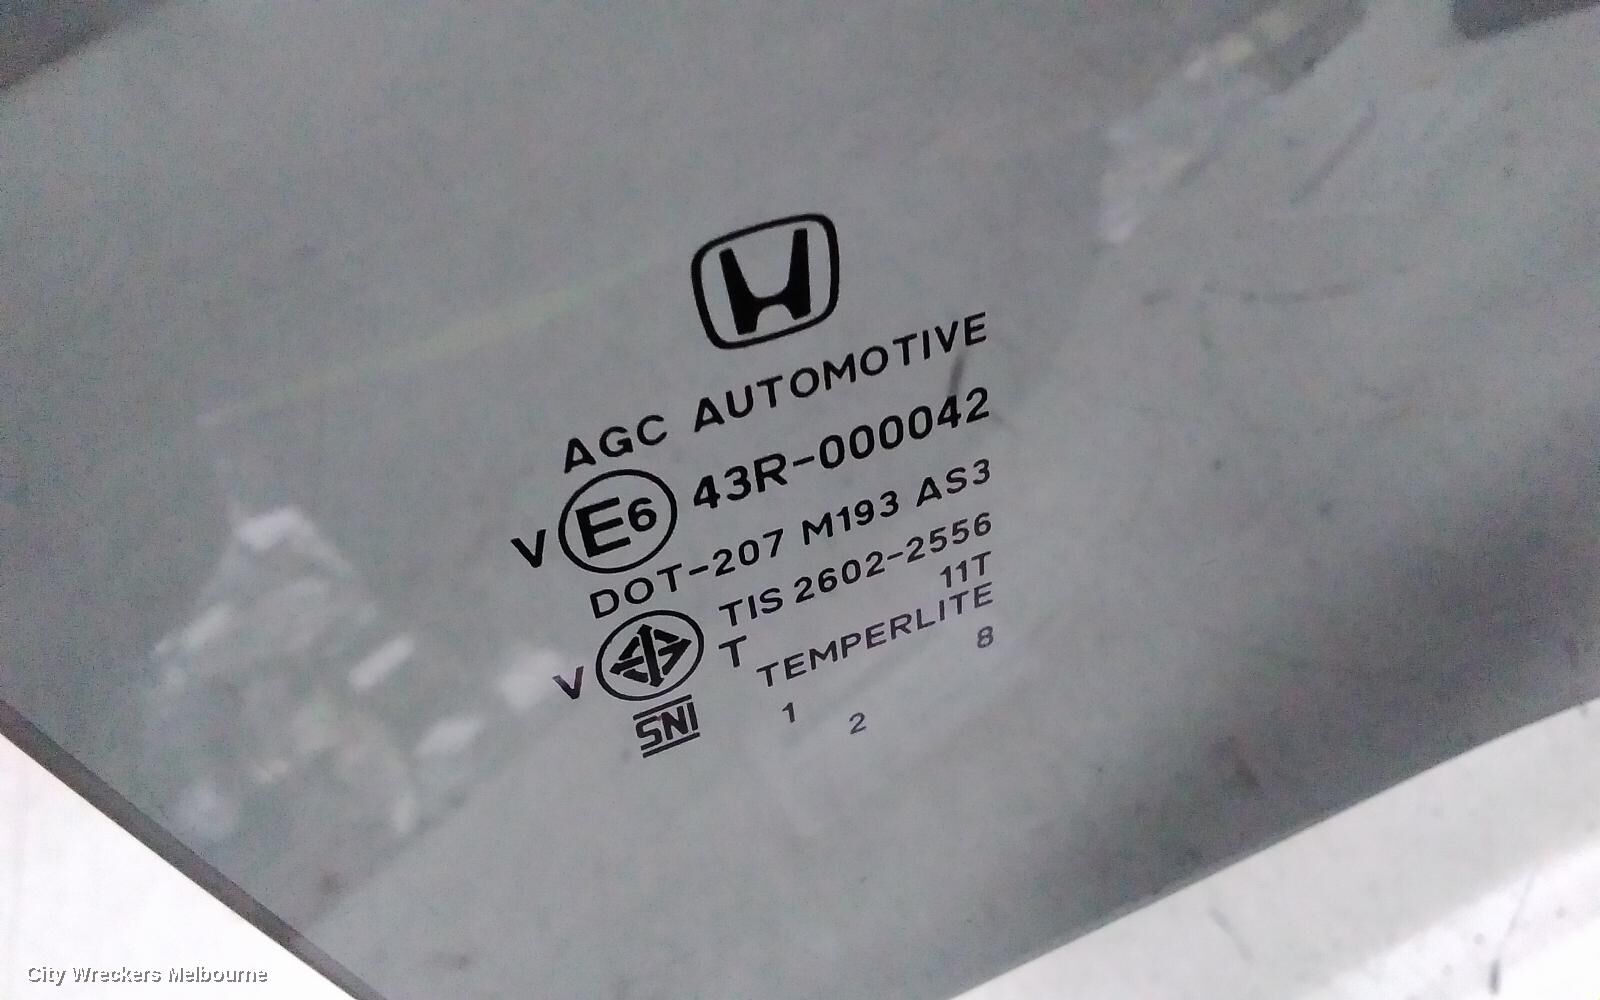 AGC AUTOMOTIVE
V E6 43R-000042
DOT-207 M193 AS3
TIS 2602-2556
V T 11T
TEMPERLITE
SNI 1 8
2
City Wreckers Melbourne